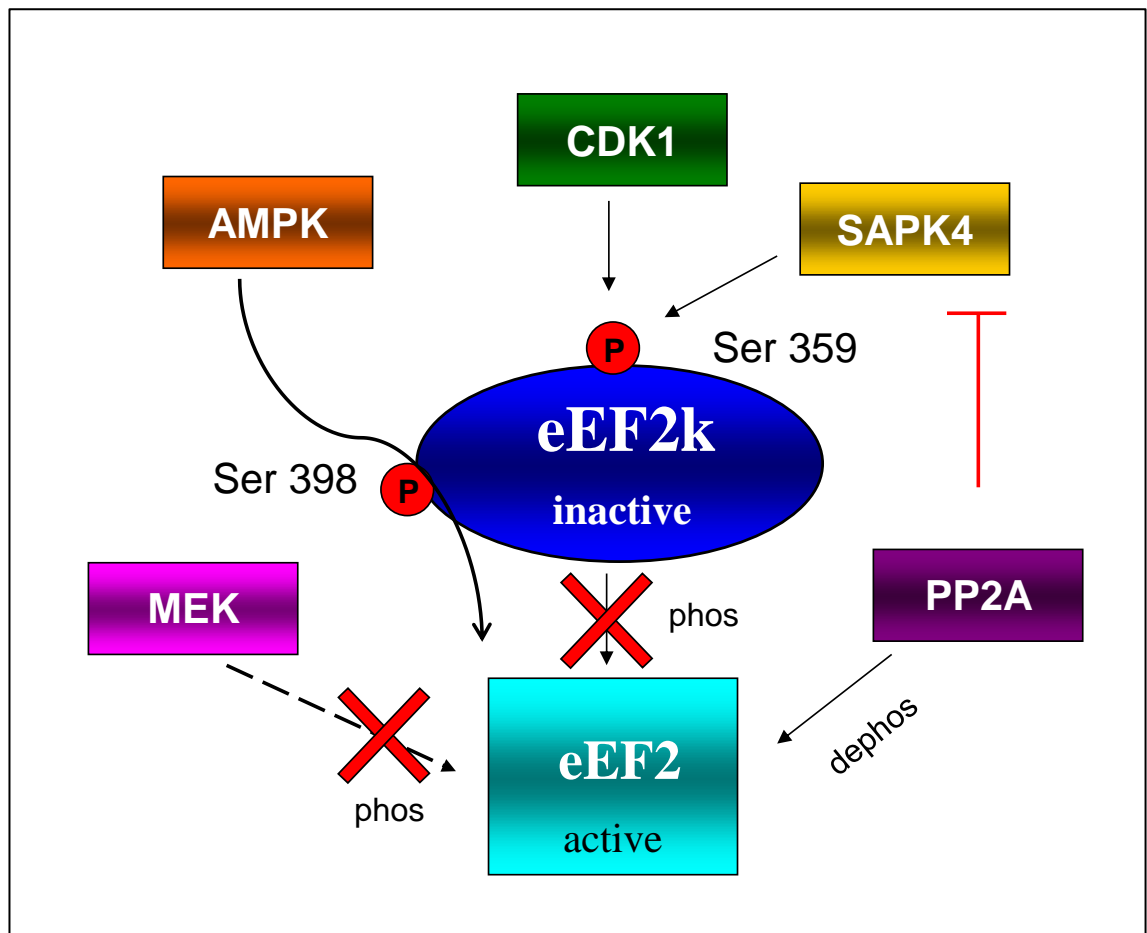 CDK1
AMPK
SAPK4
P
Ser 359
eEF2k
Ser 398
P
inactive
MEK
phos
PP2A
phos
dephos
eEF2
active